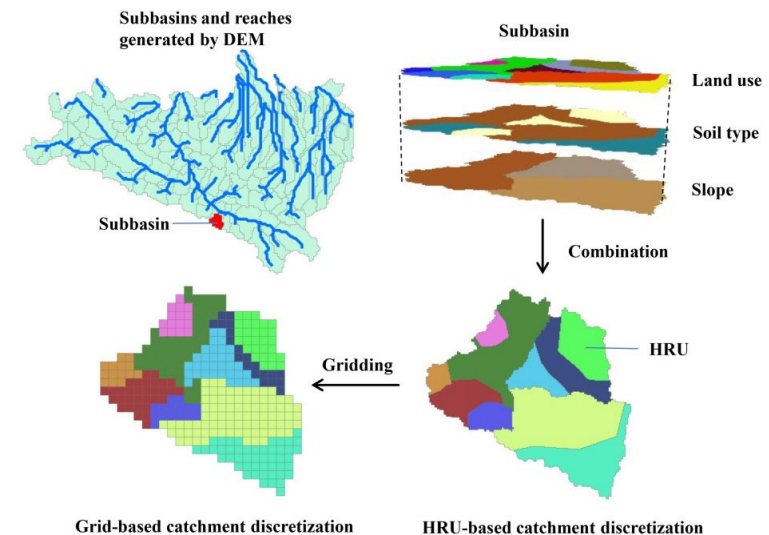 Subbasins and reaches
generated by DEM
Subbasin
Subbasin
Land use
Soil type
Slope
Combination
HRU
Gridding
Grid-based catchment discretization
HRU-based catchment discretization